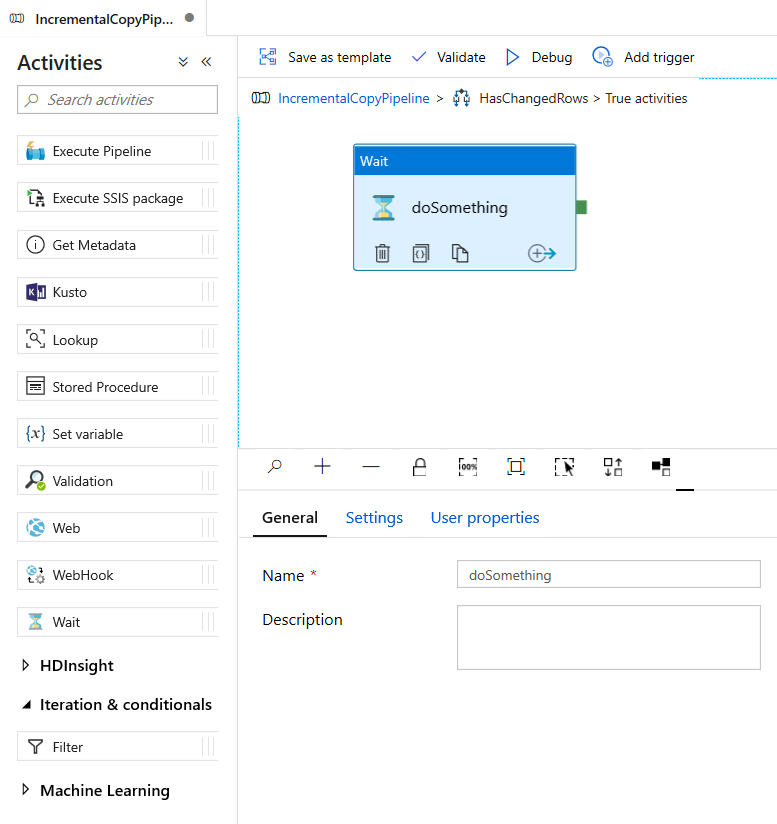 IncrementalCopyPip...
Activities
Search activities
Execute Pipeline
Execute SSIS package
Get Metadata
Kusto
Lookup
Stored Procedure
{x} Set variable
Validation
Web
WebHook
Wait
HDInsight
Iteration & conditionals
Filter
Machine Learning
Save as template Validate Debug Add trigger
IncrementalCopyPipeline > HasChangedRows > True activities
Wait
doSomething
100%
General Settings User properties
Name * doSomething
Description